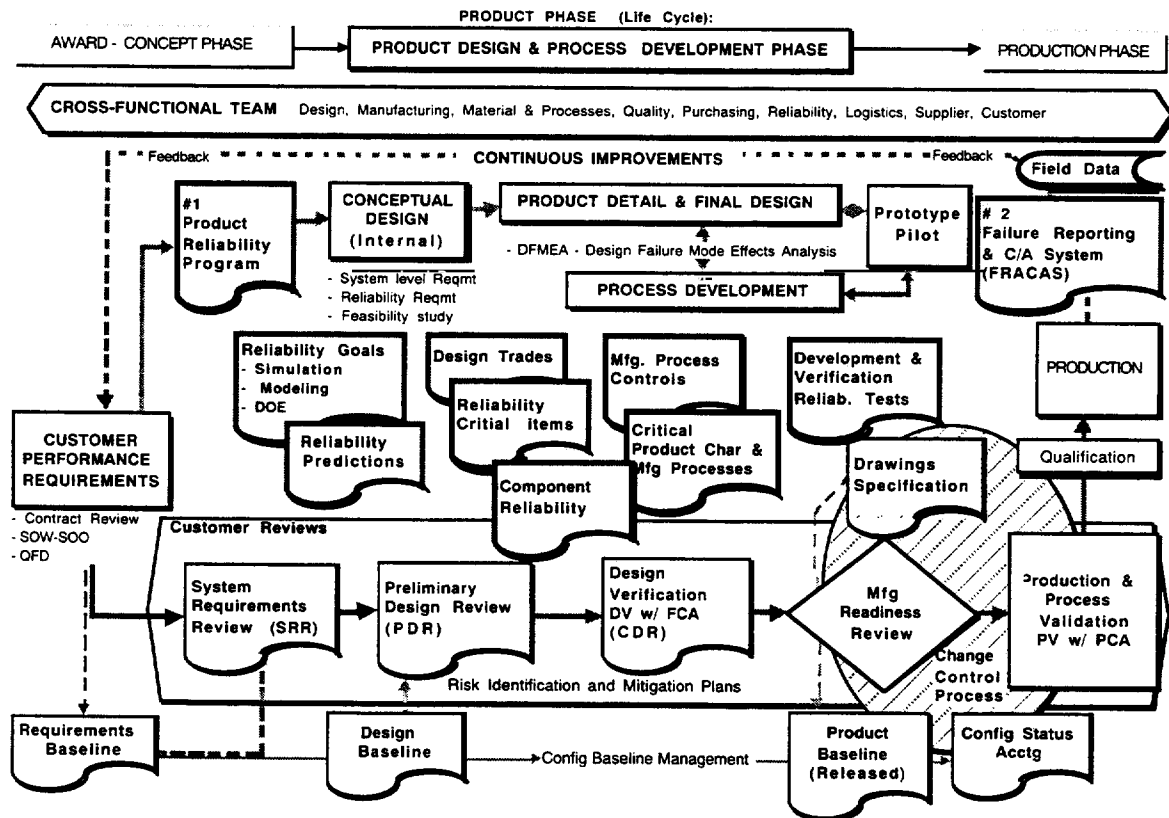 PRODUCT PHASE (Life Cycle):
AWARD - CONCEPT PHASE
PRODUCT DESIGN & PROCESS DEVELOPMENT PHASE
PRODUCTION PHASE
CROSS-FUNCTIONAL TEAM Design, Manufacturing, Material & Processes, Quality, Purchasing, Reliability, Logistics, Supplier, Customer
Feedback
CONTINUOUS IMPROVEMENTS
Feedback
Field Data
#1
Product
Reliability
Program
CONCEPTUAL
DESIGN
(Internal)
- System level Reqmt
- Reliability Reqmt
- Feasibility study
PRODUCT DETAIL & FINAL DESIGN
- DFMEA - Design Failure Mode Effects Analysis
PROCESS DEVELOPMENT
Prototype
Pilot
# 2
Failure Reporting
& C/A System
(FRACAS)
Reliability Goals
- Simulation
- Modeling
- DOE
Reliability
Predictions
Design Trades
Reliability
Critial items
Component
Reliability
Mfg. Process
Controls
Critical
Product Char &
Mfg Processes
Development &
Verification
Reliab. Tests
Drawings
Specification
PRODUCTION
Qualification
CUSTOMER
PERFORMANCE
REQUIREMENTS
- Contract Review
- SOW-SOO
- QFD
Customer Reviews
System
Requirements
Review (SRR)
Preliminary
Design Review
(PDR)
Design
Verification
DV w/ FCA
(CDR)
Mfg
Readiness
Review
Production &
Process
Validation
PV w/ PCA
Change
Control
Process
Risk Identification and Mitigation Plans
Requirements
Baseline
Design
Baseline
Config Baseline Management
Product
Baseline
(Released)
Config Status
Acctg